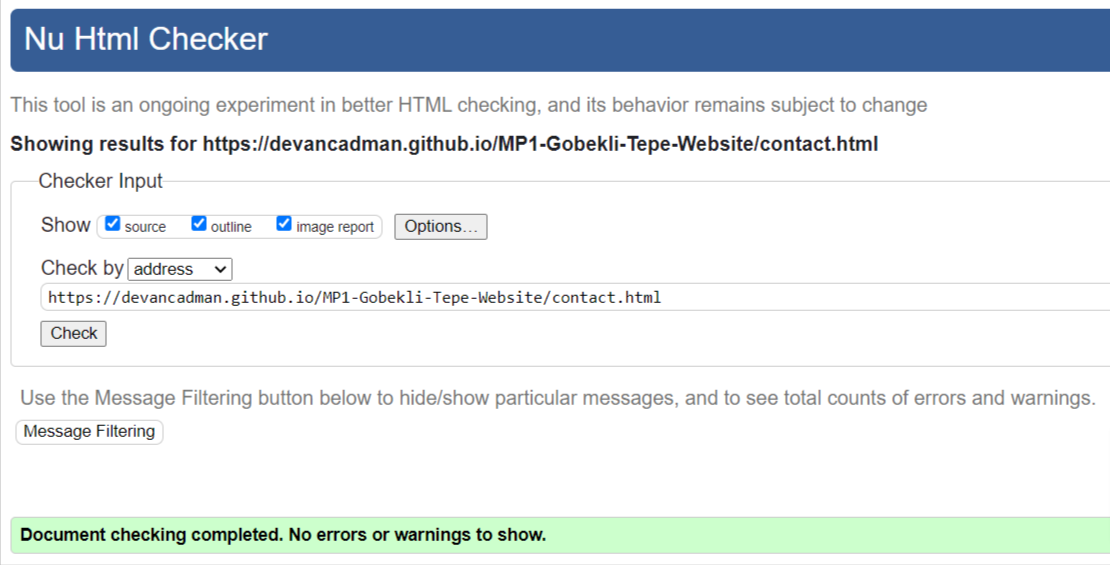 Nu Html Checker
This tool is an ongoing experiment in better HTML checking, and its behavior remains subject to change
Showing results for https://devancadman.github.io/MP1-Gobekli-Tepe-Website/contact.html
Checker Input
Show source outline image report Options...
Check by address
https://devancadman.github.io/MP1-Gobekli-Tepe-Website/contact.html
Check
Use the Message Filtering button below to hide/show particular messages, and to see total counts of errors and warnings.
Message Filtering
Document checking completed. No errors or warnings to show.